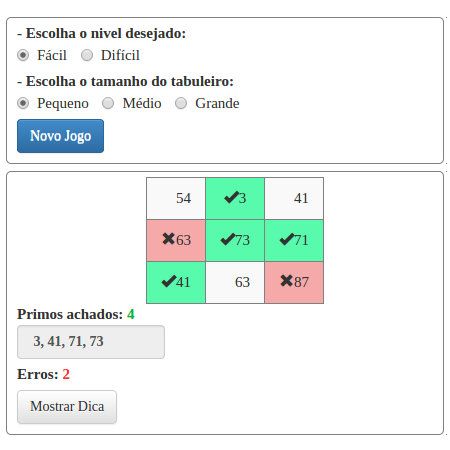 - Escolha o nivel desejado:
Fácil Difícil
- Escolha o tamanho do tabuleiro:
Pequeno Médio Grande
Novo Jogo
54 ✔3 41
✖63 ✔73 ✔71
✔41 63 ✖87
Primos achados: 4
3, 41, 71, 73
Erros: 2
Mostrar Dica